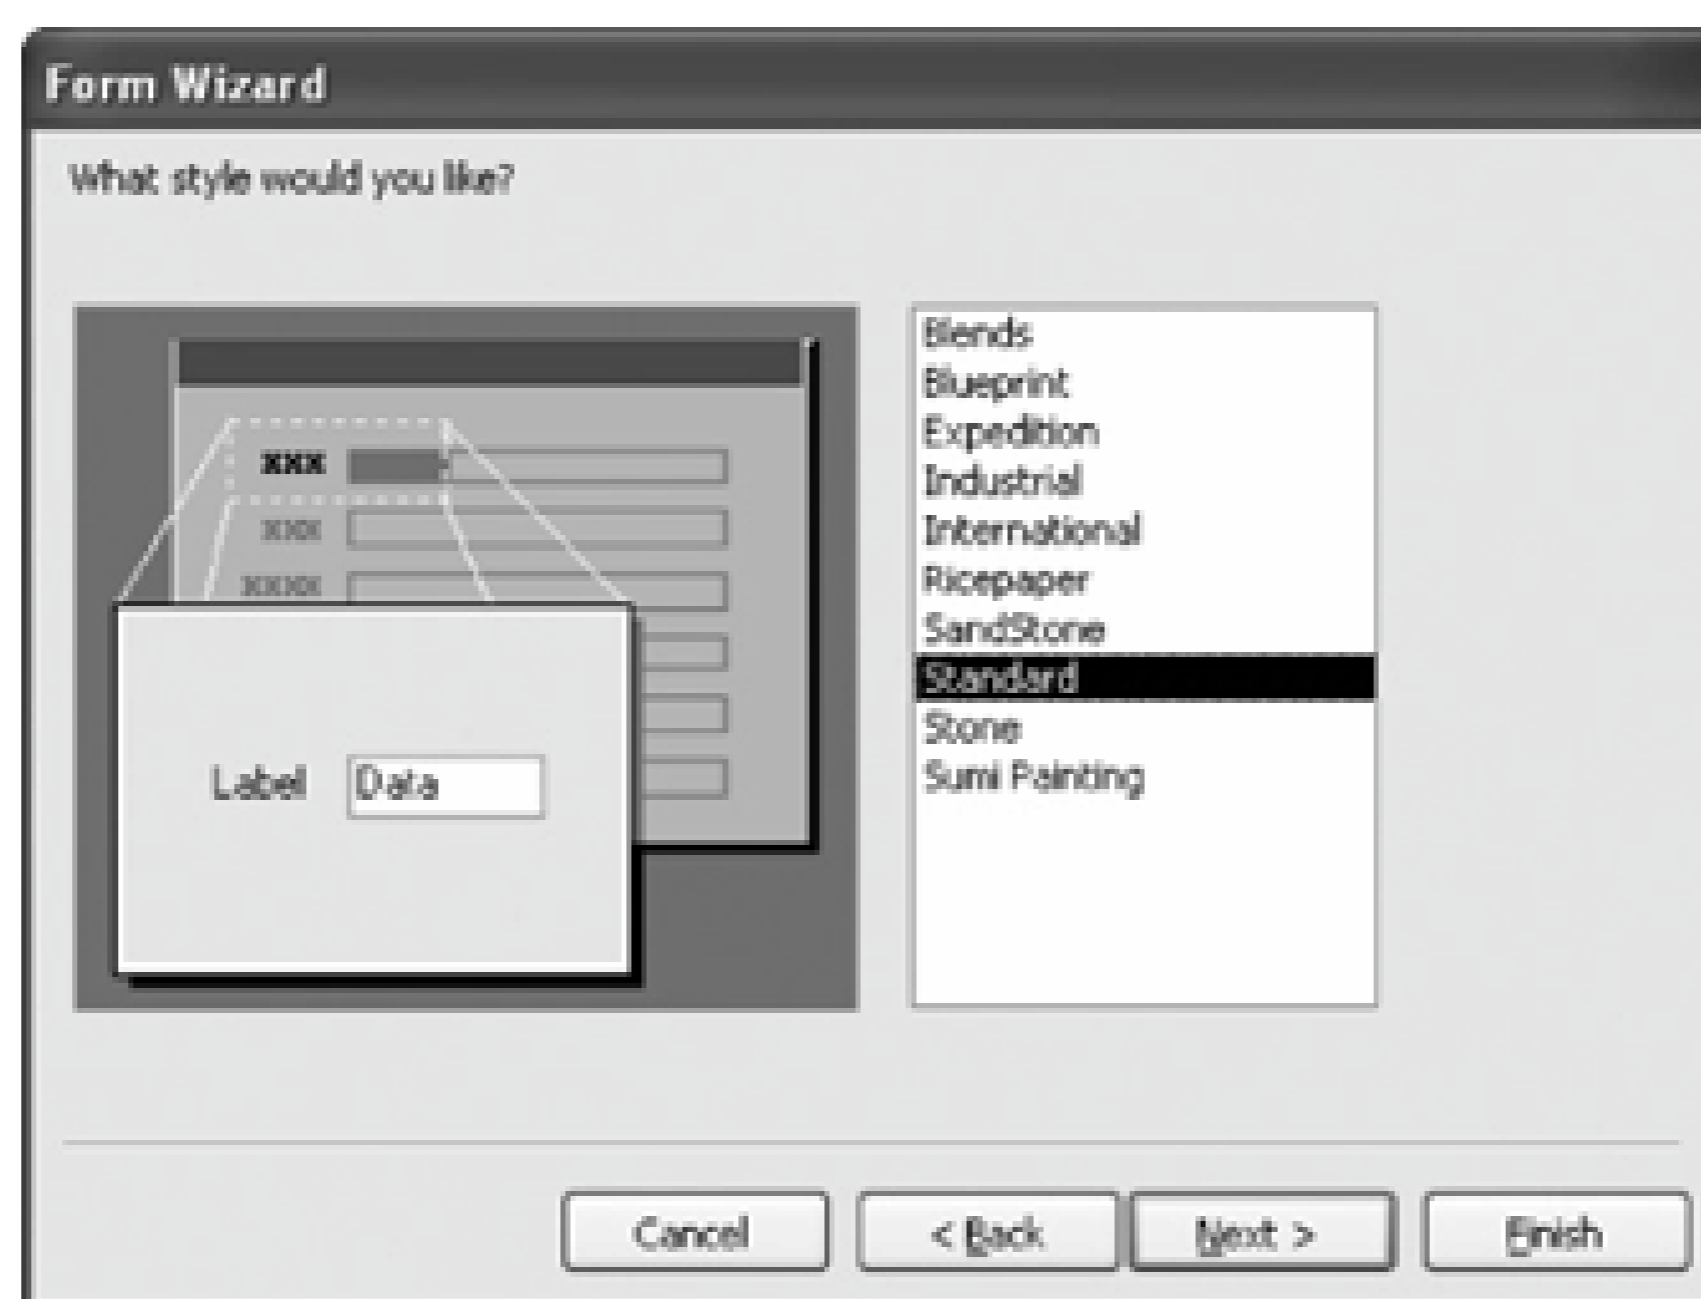 Form Wizard
What style would you like?
xxx
xxx
xxxx
Label Data
Blends
Blueprint
Expedition
Industrial
International
Ricepaper
SandStone
Standard
Stone
Sumi Painting
Cancel < Back Next > Finish